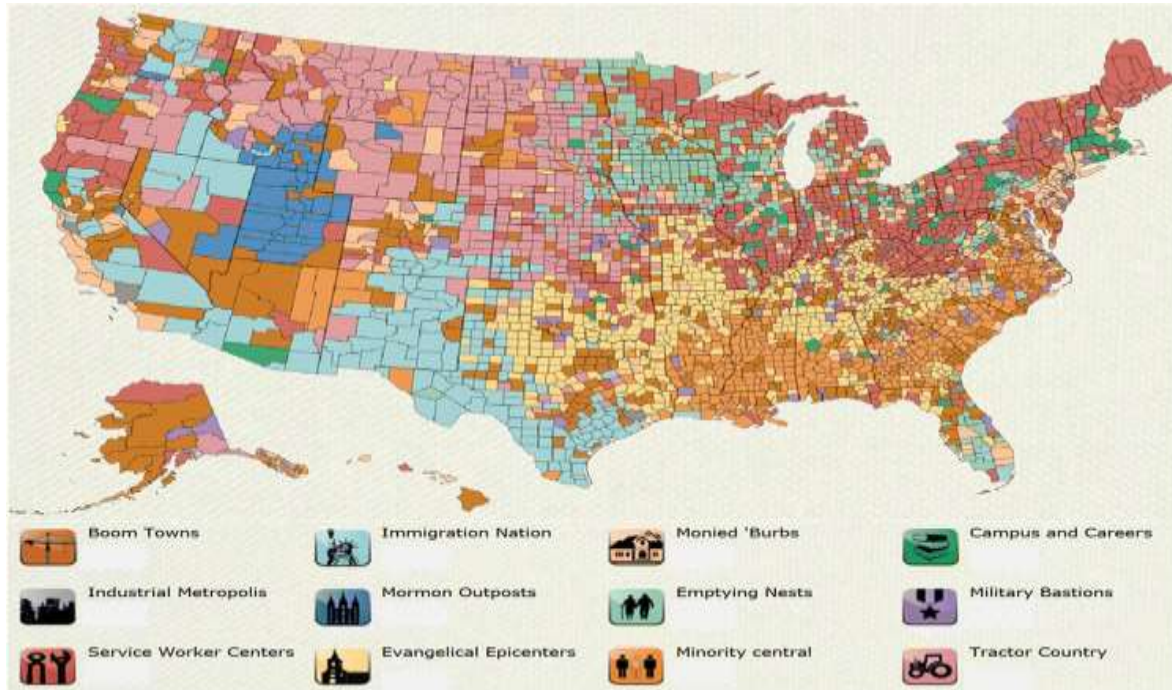 Boom Towns
Immigration Nation
Monied 'Burbs
Campus and Careers
Industrial Metropolis
Mormon Outposts
Emptying Nests
Military Bastions
Service Worker Centers
Evangelical Epicenters
Minority central
Tractor Country